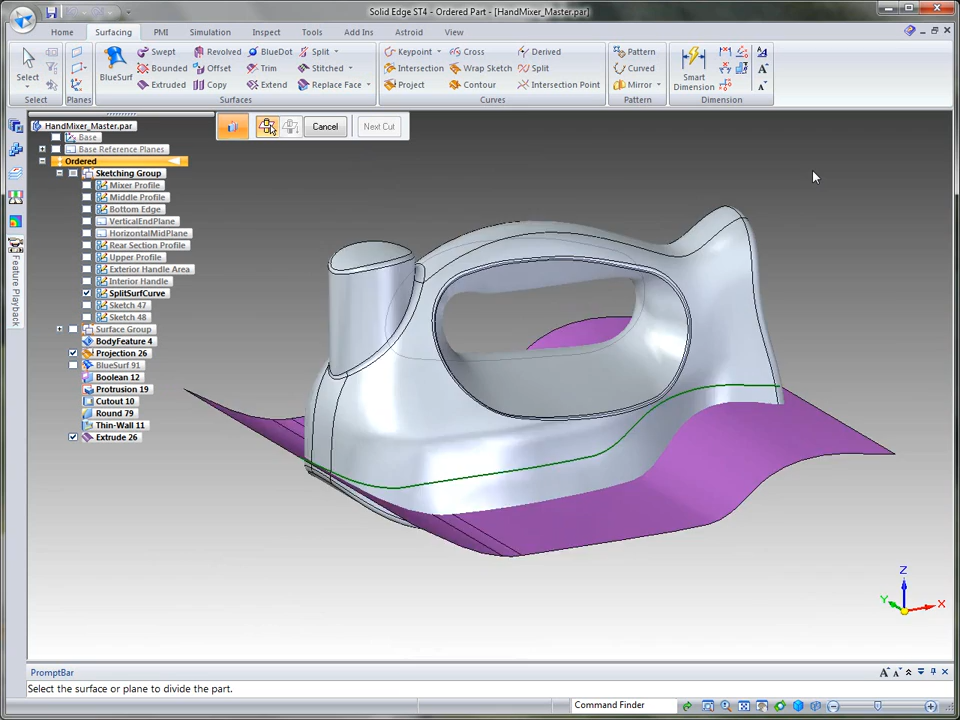 Solid Edge ST4 - Ordered Part - [HandMixer_Master.par]
Home Surfacing PMI Simulation Inspect Tools Add Ins Astroid View
Select
Select
Planes
BlueSurf
Swept Revolved BlueDot Split
Bounded Offset Trim Stitched
Extruded Copy Extend Replace Face
Surfaces
Keypoint Cross Derived
Intersection Wrap Sketch Split
Project Contour Intersection Point
Curves
Pattern
Curved
Mirror
Pattern
Smart Dimension
Dimension
Cancel Next Cut
HandMixer_Master.par
Base
Base Reference Planes
Ordered
Sketching Group
Mixer Profile
Middle Profile
Bottom Edge
VerticalEndPlane
HorizontalMidPlane
Rear Section Profile
Upper Profile
Exterior Handle Area
Interior Handle
SplitSurfCurve
Sketch 47
Sketch 48
Surface Group
BodyFeature 4
Projection 26
BlueSurf 91
Boolean 12
Protrusion 19
Cutout 10
Round 79
Thin-Wall 11
Extrude 26
Feature Playback
Z
Y
X
PromptBar
Select the surface or plane to divide the part.
Command Finder